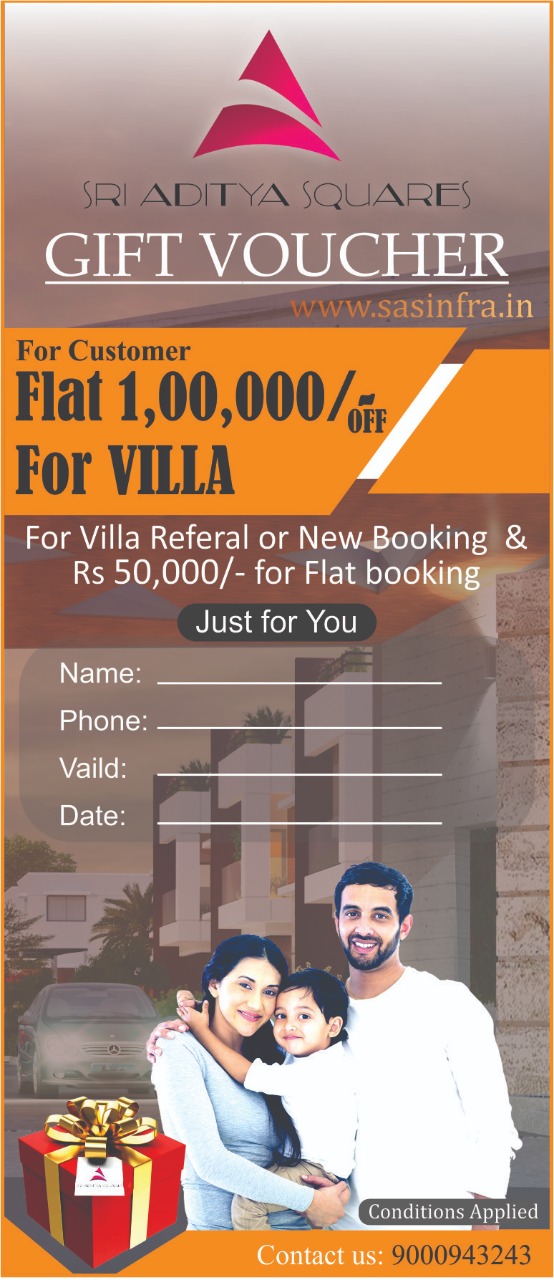 SRI ADITYA SQUARES
GIFT VOUCHER
www.sasinfra.in
For Customer
Flat 1,00,000/- OFF
For VILLA
For Villa Referal or New Booking &
Rs 50,000/- for Flat booking
Just for You
Name:
Phone:
Vaild:
Date:
Conditions Applied
Contact us: 9000943243